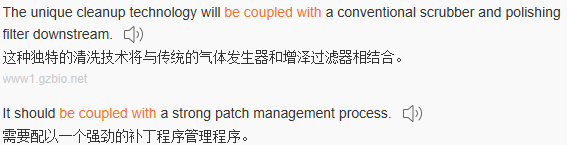 The unique cleanup technology will be coupled with a conventional scrubber and polishing
filter downstream.
这种独特的清洗技术将与传统的气体发生器和增泽过滤器相结合。
www1.gzbio.net
It should be coupled with a strong patch management process.
需要配以一个强劲的补丁程序管理程序。